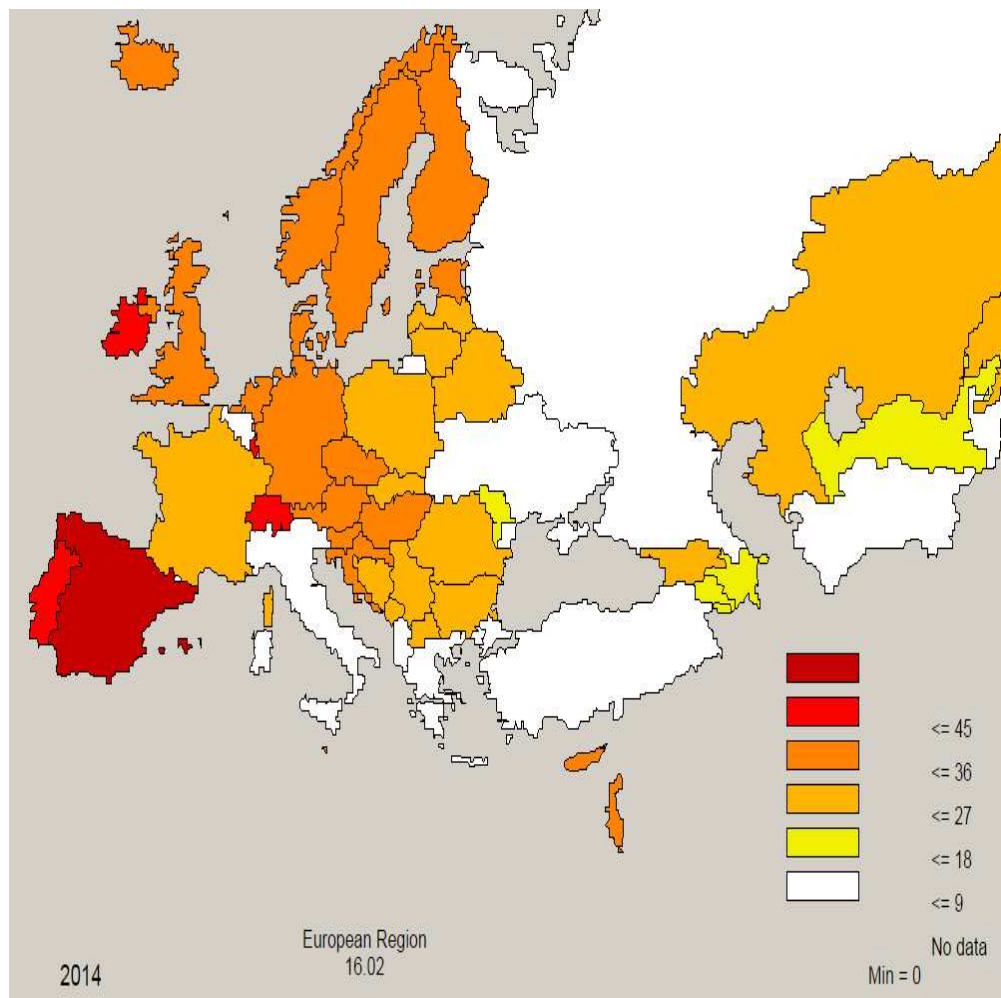 <= 45
<= 36
<= 27
<= 18
<= 9
No data
European Region
16.02
2014
Min = 0